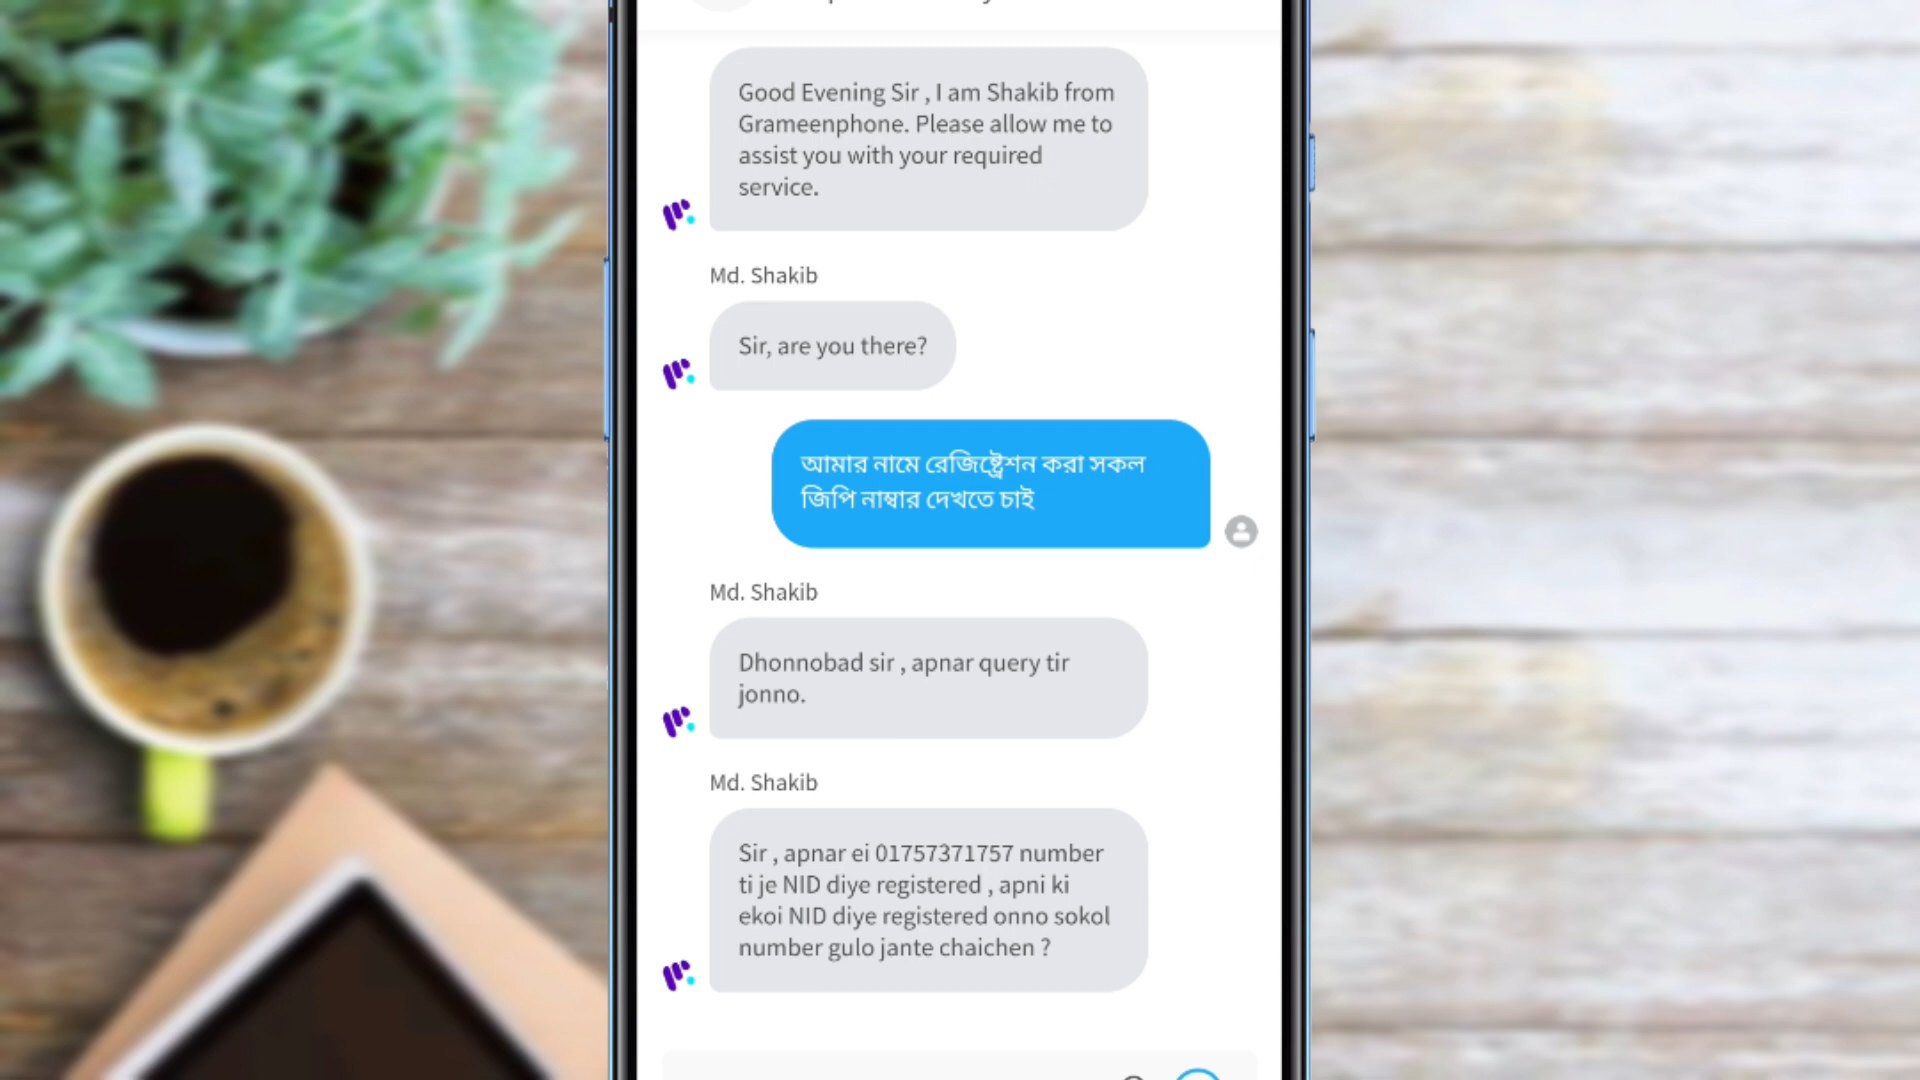 Good Evening Sir , I am Shakib from
Grameenphone. Please allow me to
assist you with your required
service.
Md. Shakib
Sir, are you there?
আমার নামে রেজিষ্ট্রেশন করা সকল
জিপি নাম্বার দেখতে চাই
Md. Shakib
Dhonnobad sir , apnar query tir
jonno.
Md. Shakib
Sir , apnar ei 01757371757 number
ti je NID diye registered , apni ki
ekoi NID diye registered onno sokol
number gulo jante chaichen ?